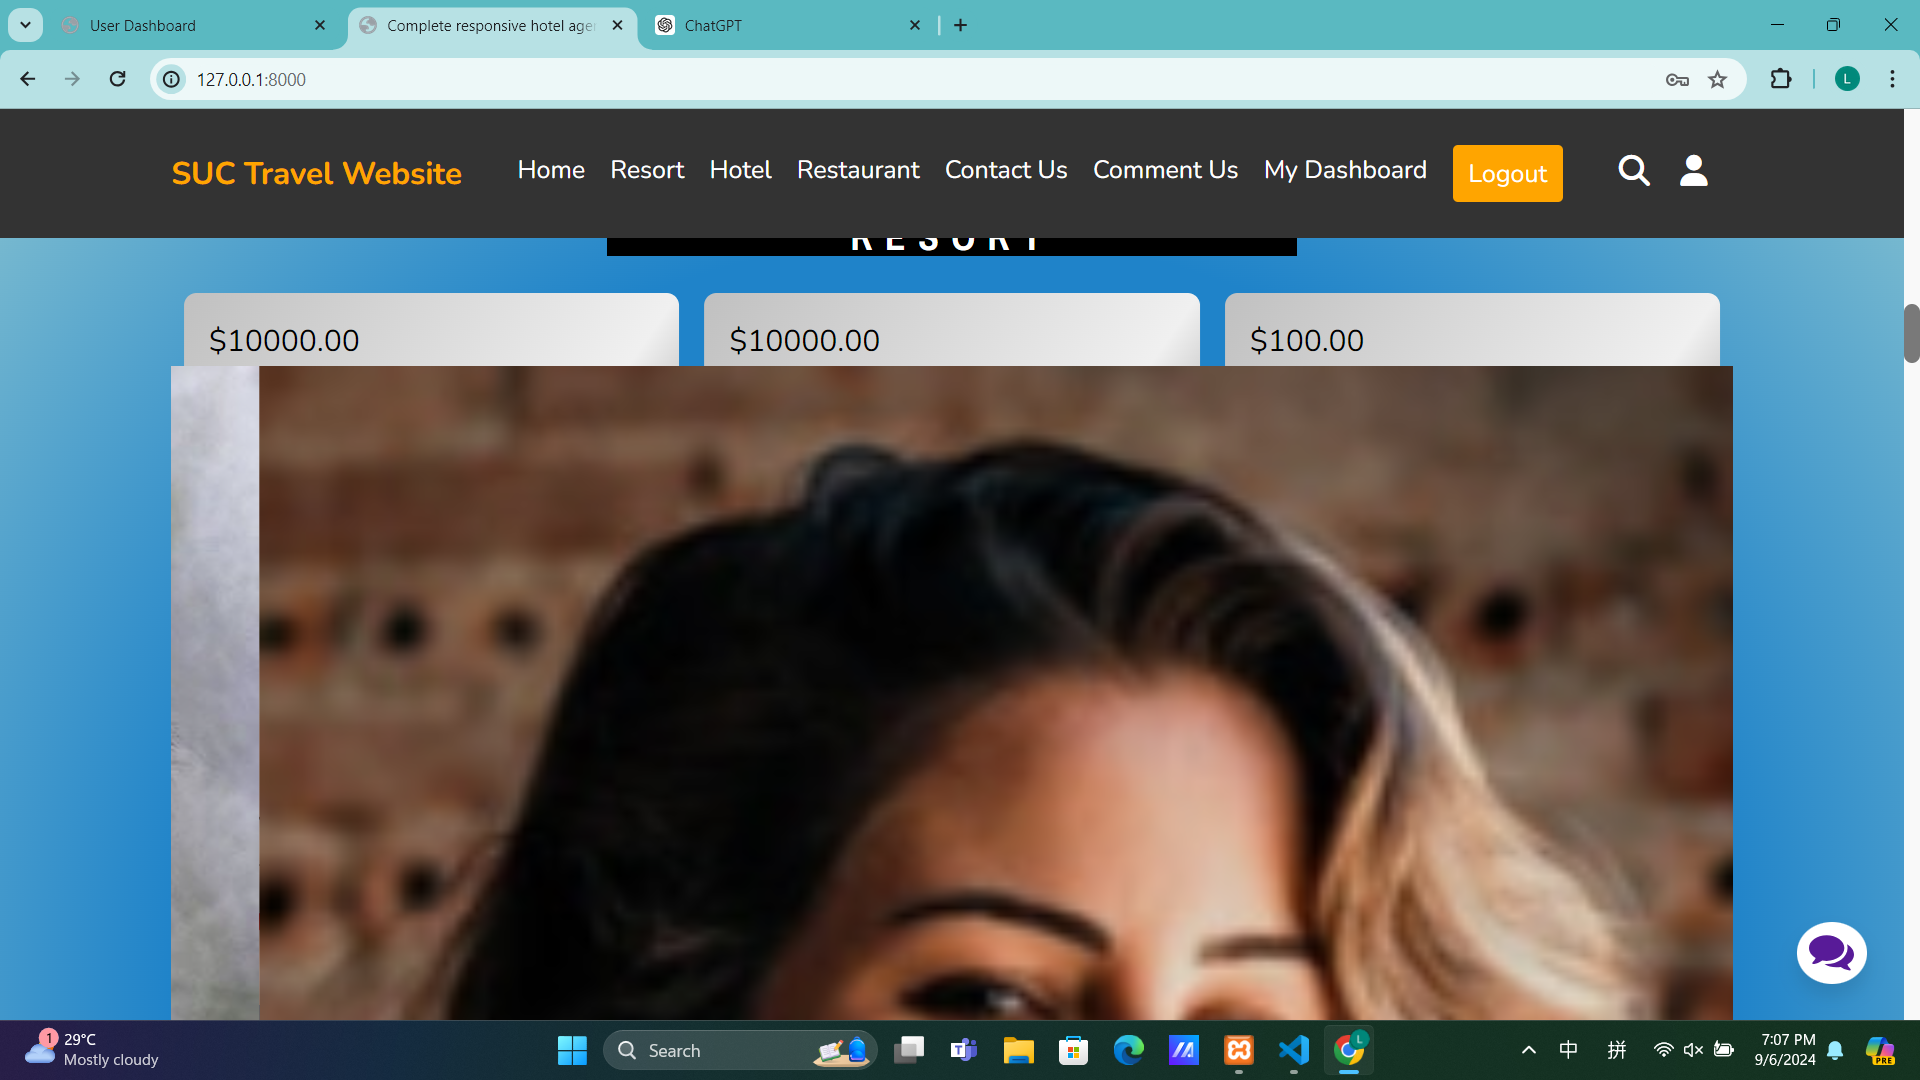 User Dashboard
Complete responsive hotel age
ChatGPT
127.0.0.1:8000
L
SUC Travel Website
Home
Resort
Hotel
Restaurant
Contact Us
Comment Us
My Dashboard
Logout
RESORT
$10000.00
$10000.00
$100.00
1
29°C
Mostly cloudy
Search
L
中
拼
7:07 PM
9/6/2024
PRE